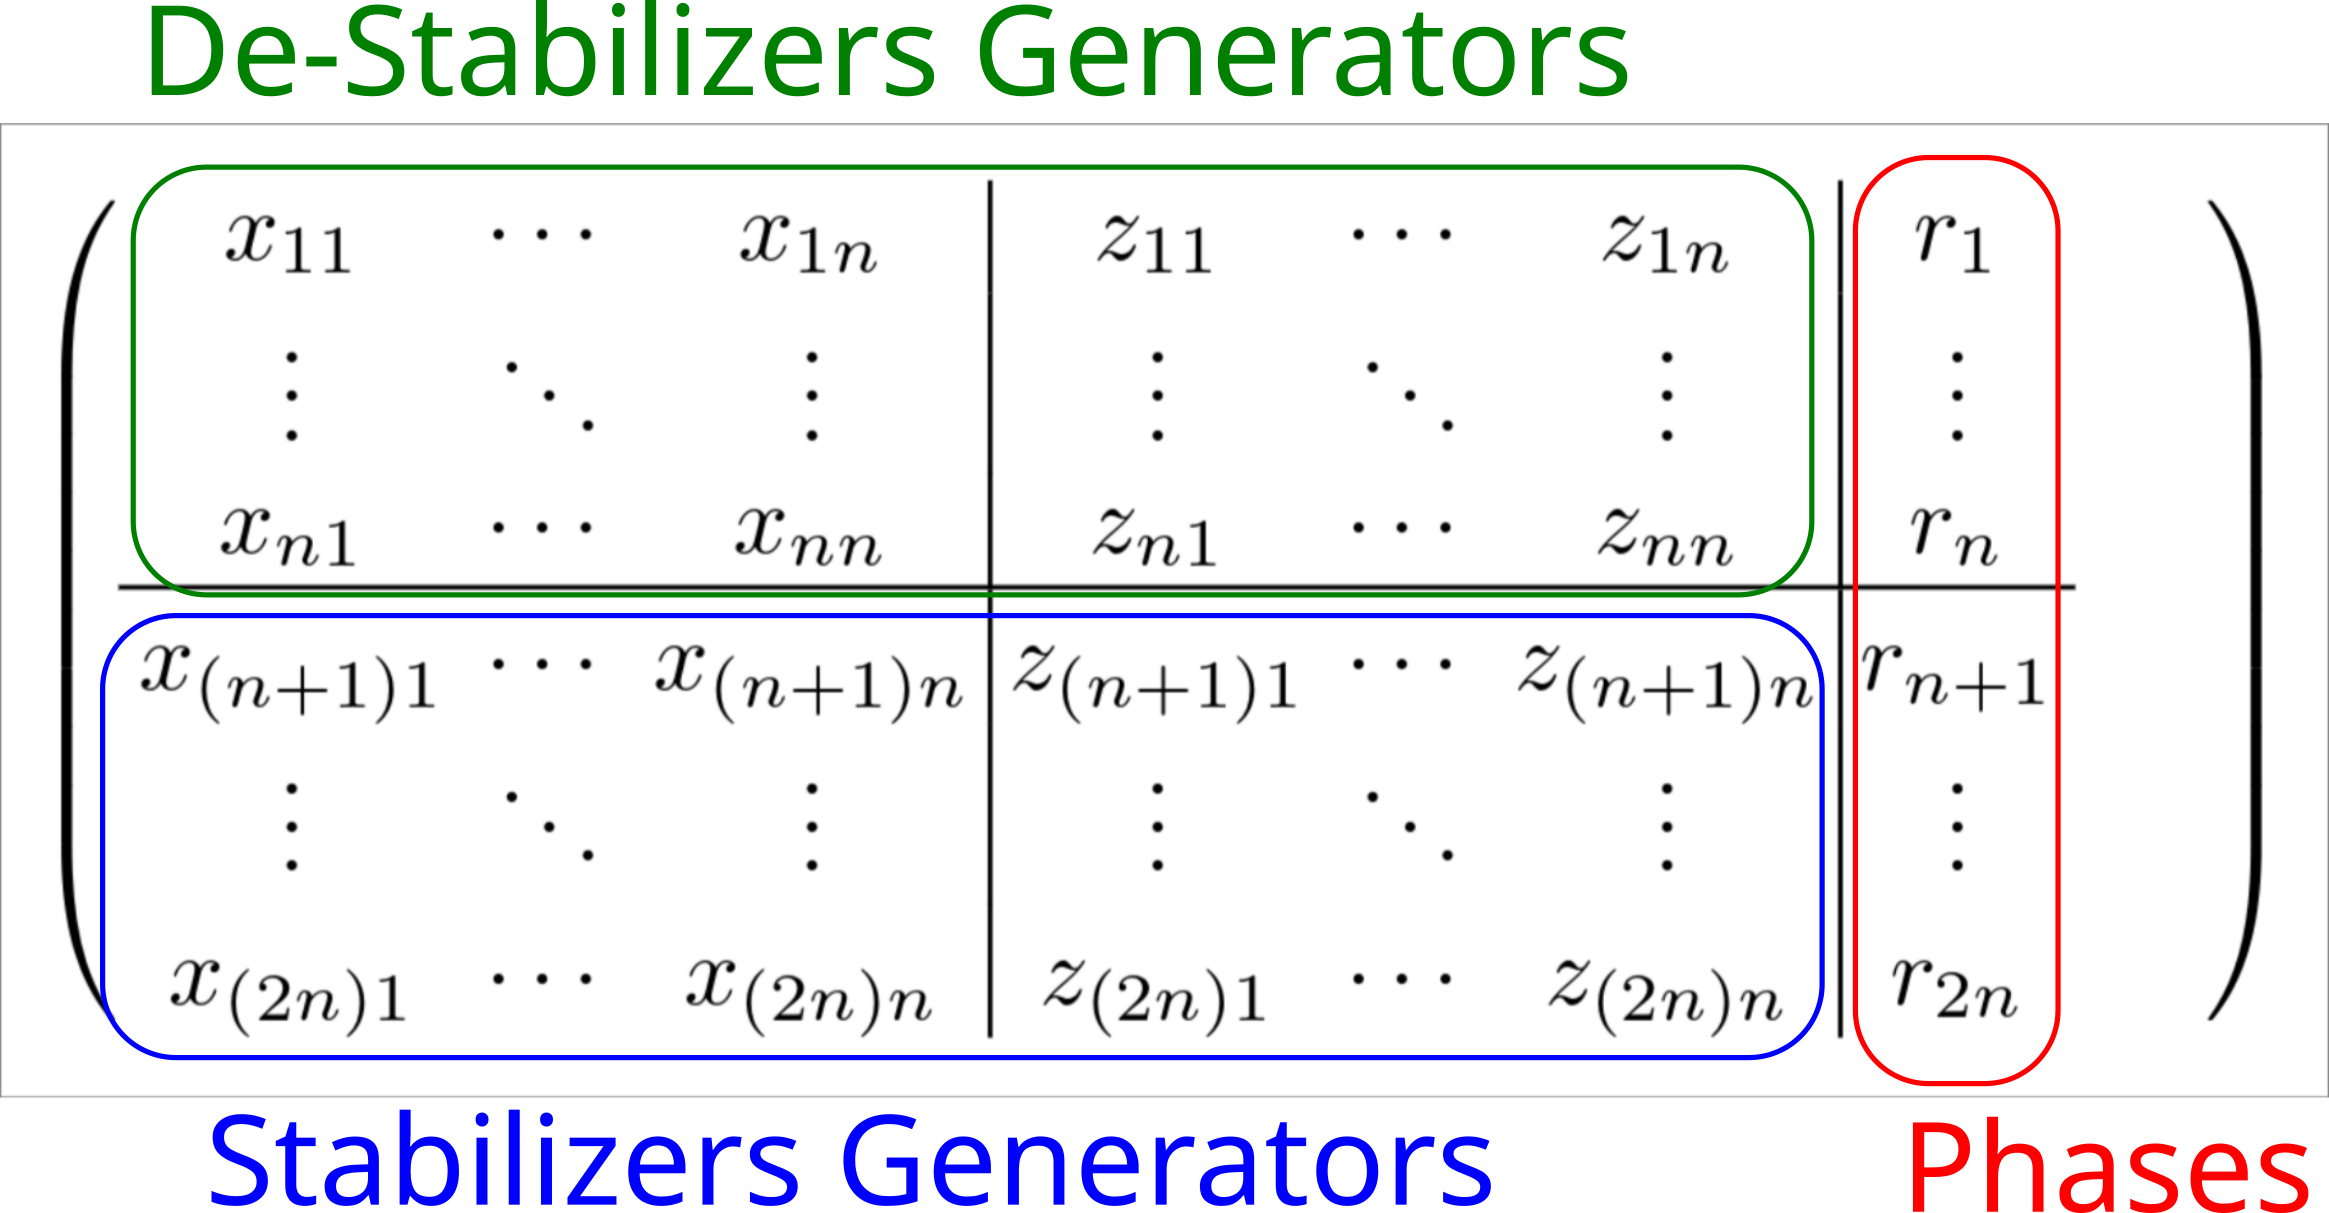 De-Stabilizers Generators
x₁₁ ⋯ x₁ₙ z₁₁ ⋯ z₁ₙ r₁
⋮ ⋱ ⋮ ⋮ ⋱ ⋮ ⋮
xₙ₁ ⋯ xₙₙ zₙ₁ ⋯ zₙₙ rₙ
x₍ₙ₊₁₎₁ ⋯ x₍ₙ₊₁₎ₙ z₍ₙ₊₁₎₁ ⋯ z₍ₙ₊₁₎ₙ rₙ₊₁
⋮ ⋱ ⋮ ⋮ ⋱ ⋮ ⋮
x₍₂ₙ₎₁ ⋯ x₍₂ₙ₎ₙ z₍₂ₙ₎₁ ⋯ z₍₂ₙ₎ₙ r₂ₙ
Stabilizers Generators Phases